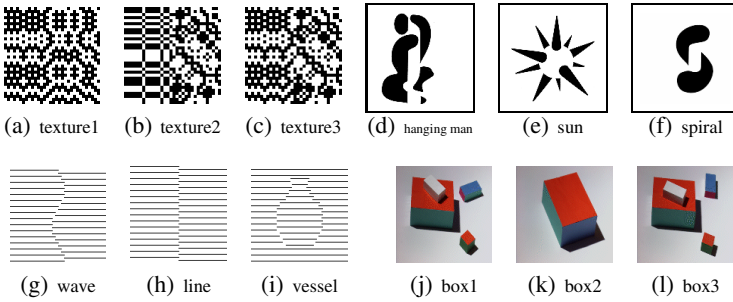 (a) texture1 (b) texture2 (c) texture3 (d) hanging man (e) sun (f) spiral
(g) wave (h) line (i) vessel (j) box1 (k) box2 (l) box3